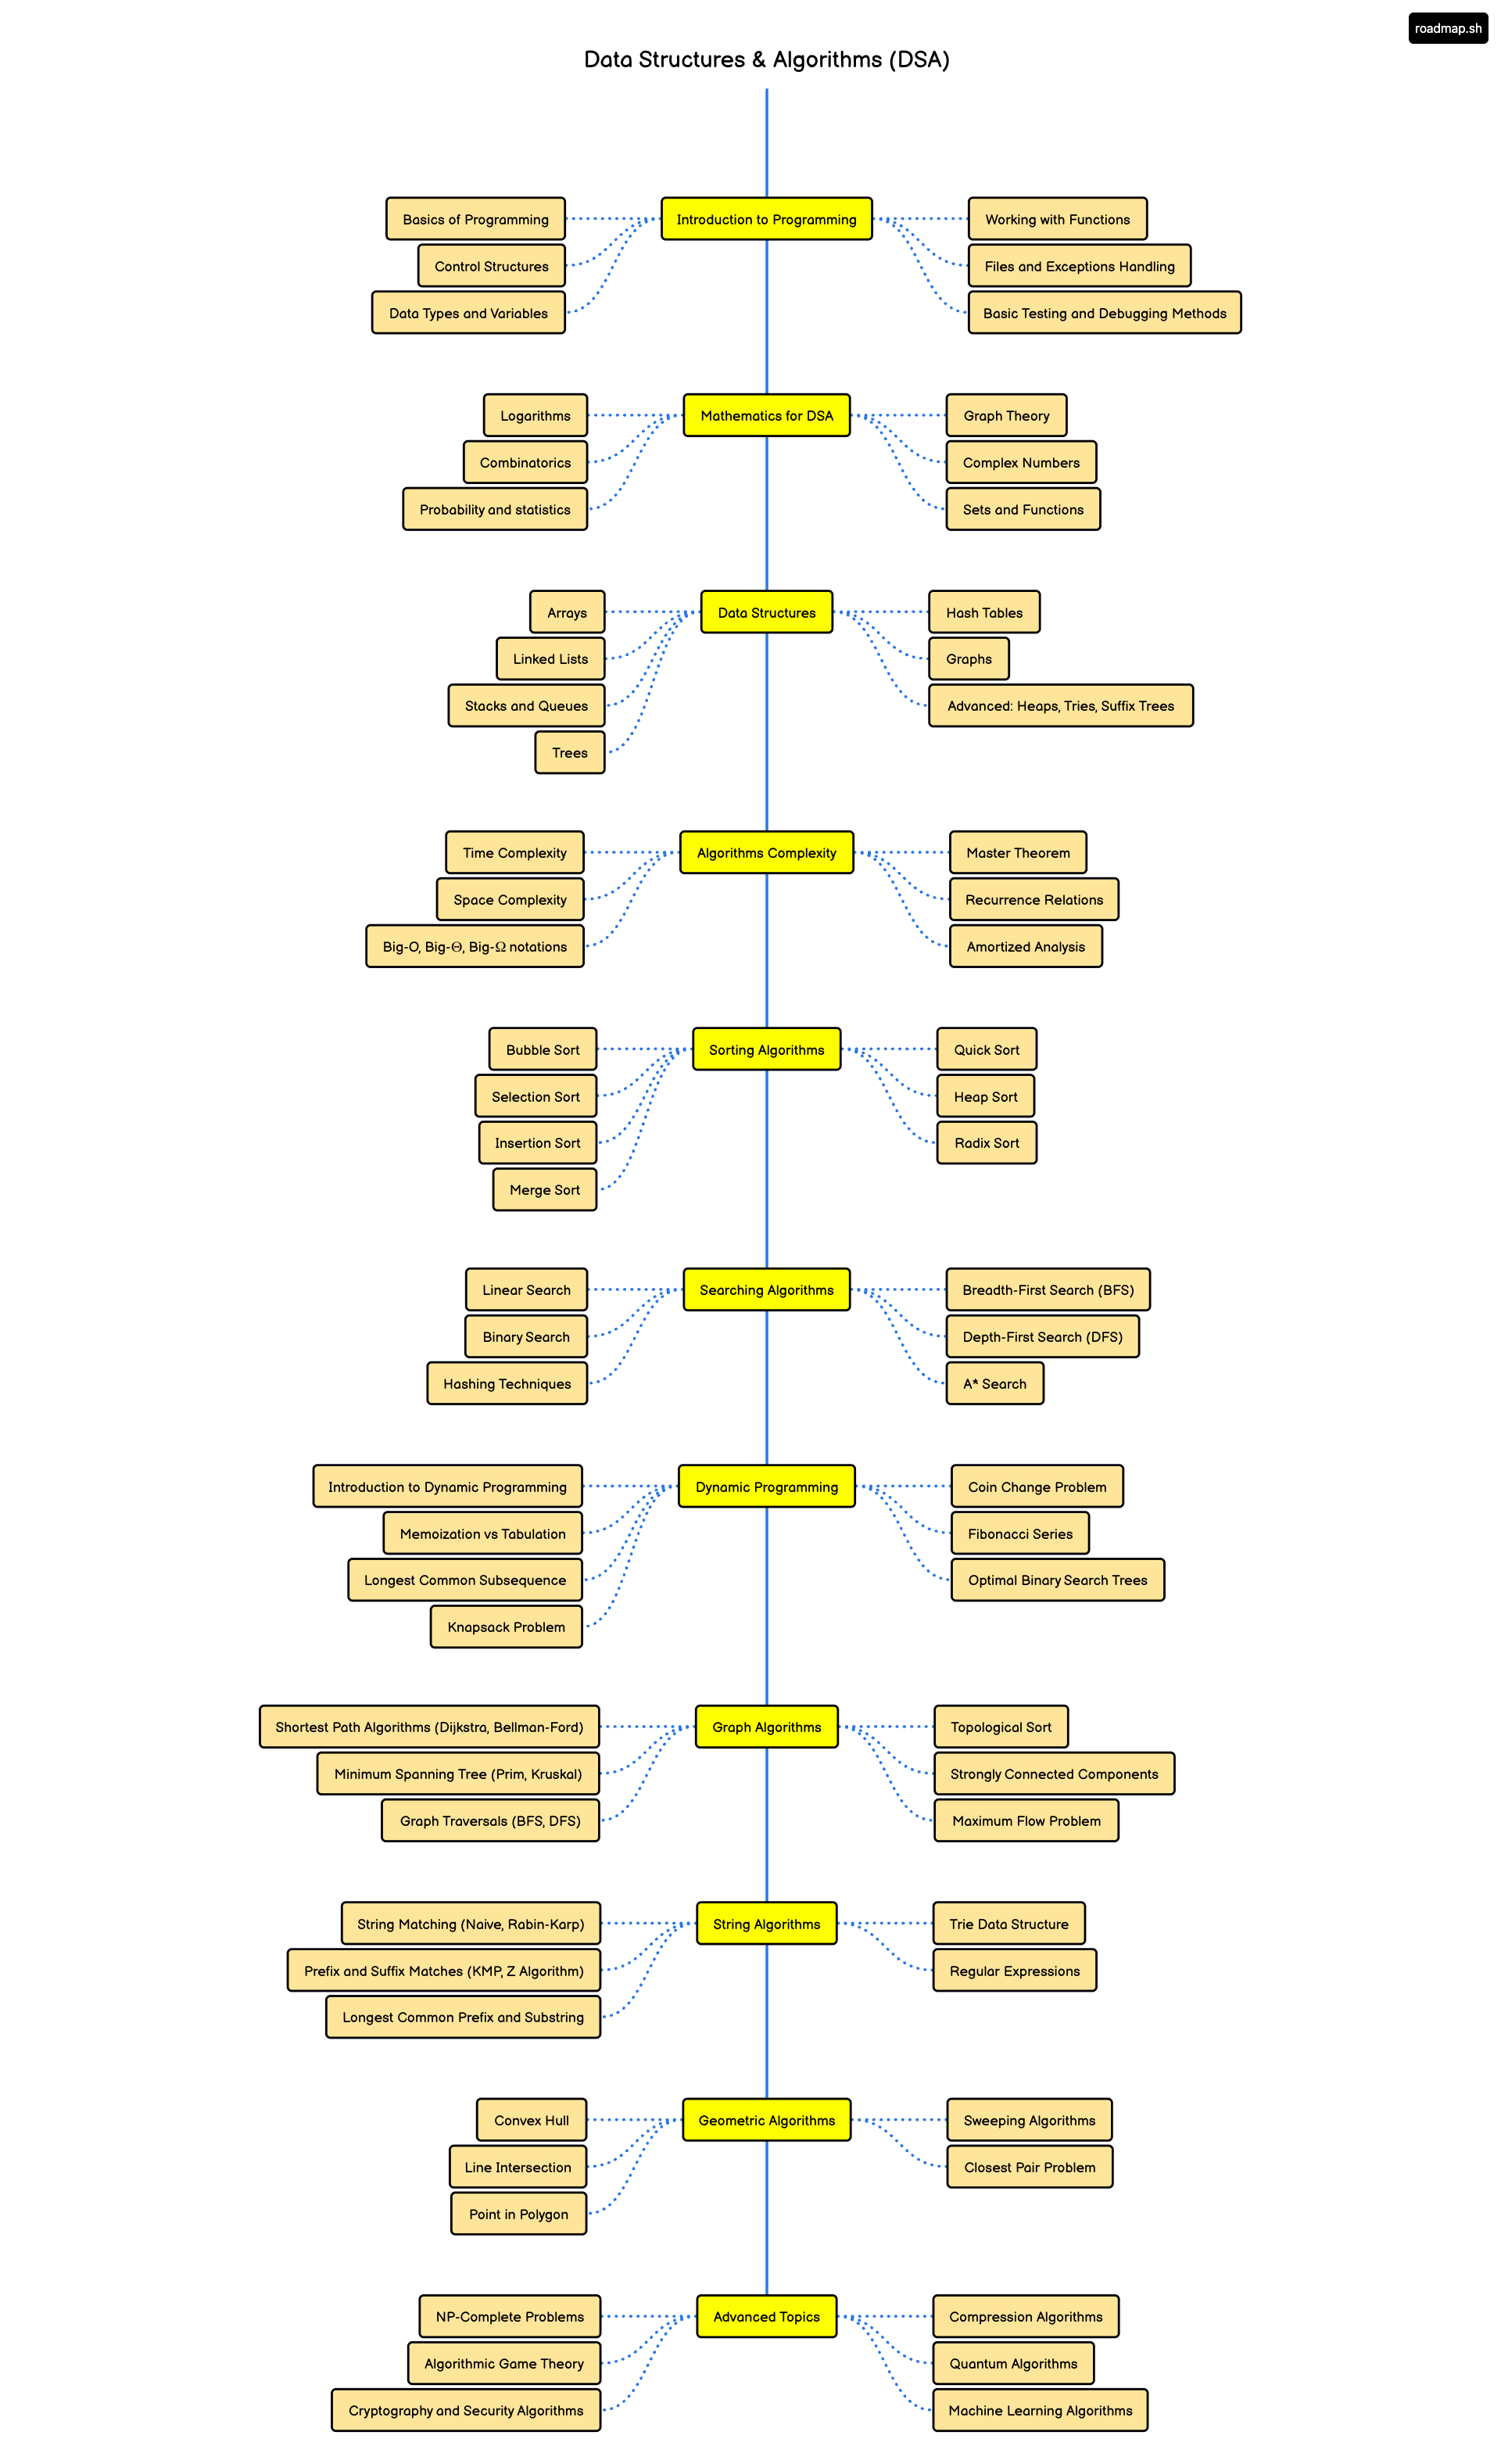 roadmap.sh
Data Structures & Algorithms (DSA)
Introduction to Programming
Basics of Programming
Control Structures
Data Types and Variables
Working with Functions
Files and Exceptions Handling
Basic Testing and Debugging Methods
Mathematics for DSA
Logarithms
Combinatorics
Probability and statistics
Graph Theory
Complex Numbers
Sets and Functions
Data Structures
Arrays
Linked Lists
Stacks and Queues
Trees
Hash Tables
Graphs
Advanced: Heaps, Tries, Suffix Trees
Algorithms Complexity
Time Complexity
Space Complexity
Big-O, Big-Θ, Big-Ω notations
Master Theorem
Recurrence Relations
Amortized Analysis
Sorting Algorithms
Bubble Sort
Selection Sort
Insertion Sort
Merge Sort
Quick Sort
Heap Sort
Radix Sort
Searching Algorithms
Linear Search
Binary Search
Hashing Techniques
Breadth-First Search (BFS)
Depth-First Search (DFS)
A* Search
Dynamic Programming
Introduction to Dynamic Programming
Memoization vs Tabulation
Longest Common Subsequence
Knapsack Problem
Coin Change Problem
Fibonacci Series
Optimal Binary Search Trees
Graph Algorithms
Shortest Path Algorithms (Dijkstra, Bellman-Ford)
Minimum Spanning Tree (Prim, Kruskal)
Graph Traversals (BFS, DFS)
Topological Sort
Strongly Connected Components
Maximum Flow Problem
String Algorithms
String Matching (Naive, Rabin-Karp)
Prefix and Suffix Matches (KMP, Z Algorithm)
Longest Common Prefix and Substring
Trie Data Structure
Regular Expressions
Geometric Algorithms
Convex Hull
Line Intersection
Point in Polygon
Sweeping Algorithms
Closest Pair Problem
Advanced Topics
NP-Complete Problems
Algorithmic Game Theory
Cryptography and Security Algorithms
Compression Algorithms
Quantum Algorithms
Machine Learning Algorithms